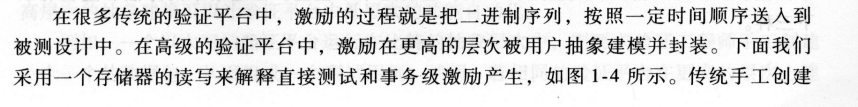 在很多传统的验证平台中，激励的过程就是把二进制序列，按照一定时间顺序送入到
被测设计中。在高级的验证平台中，激励在更高的层次被用户抽象建模并封装。下面我们
采用一个存储器的读写来解释直接测试和事务级激励产生，如图 1-4 所示。传统手工创建